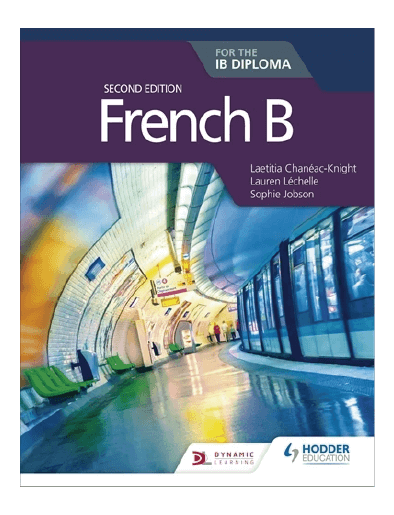 FOR THE
IB DIPLOMA
SECOND EDITION
French B
Laetitia Chanéac-Knight
Lauren Léchelle
Sophie Jobson
DYNAMIC
LEARNING
HODDER
EDUCATION